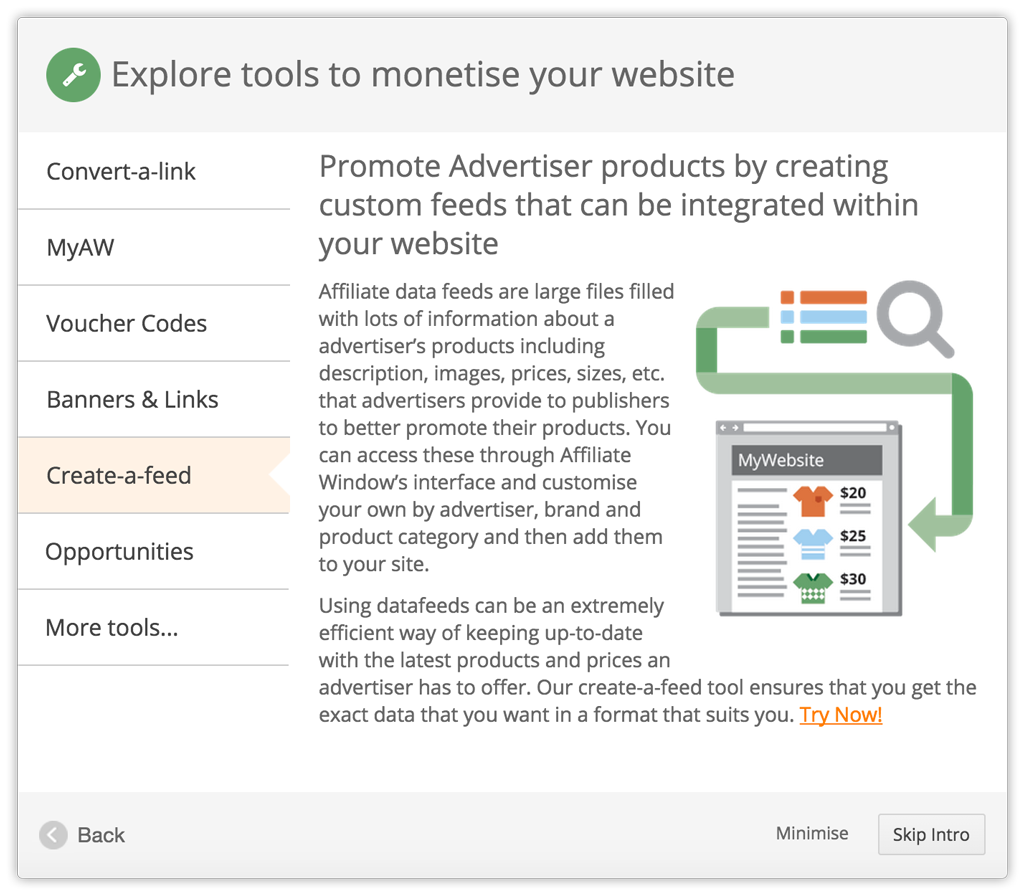 Explore tools to monetise your website
Convert-a-link
MyAW
Voucher Codes
Banners & Links
Create-a-feed
Opportunities
More tools...
Promote Advertiser products by creating
custom feeds that can be integrated within
your website
Affiliate data feeds are large files filled
with lots of information about a
advertiser’s products including
description, images, prices, sizes, etc.
that advertisers provide to publishers
to better promote their products. You
can access these through Affiliate
Window’s interface and customise
your own by advertiser, brand and
product category and then add them
to your site.
Using datafeeds can be an extremely
efficient way of keeping up-to-date
with the latest products and prices an
advertiser has to offer. Our create-a-feed tool ensures that you get the
exact data that you want in a format that suits you. Try Now!
MyWebsite
$20
$25
$30
Back
Minimise
Skip Intro